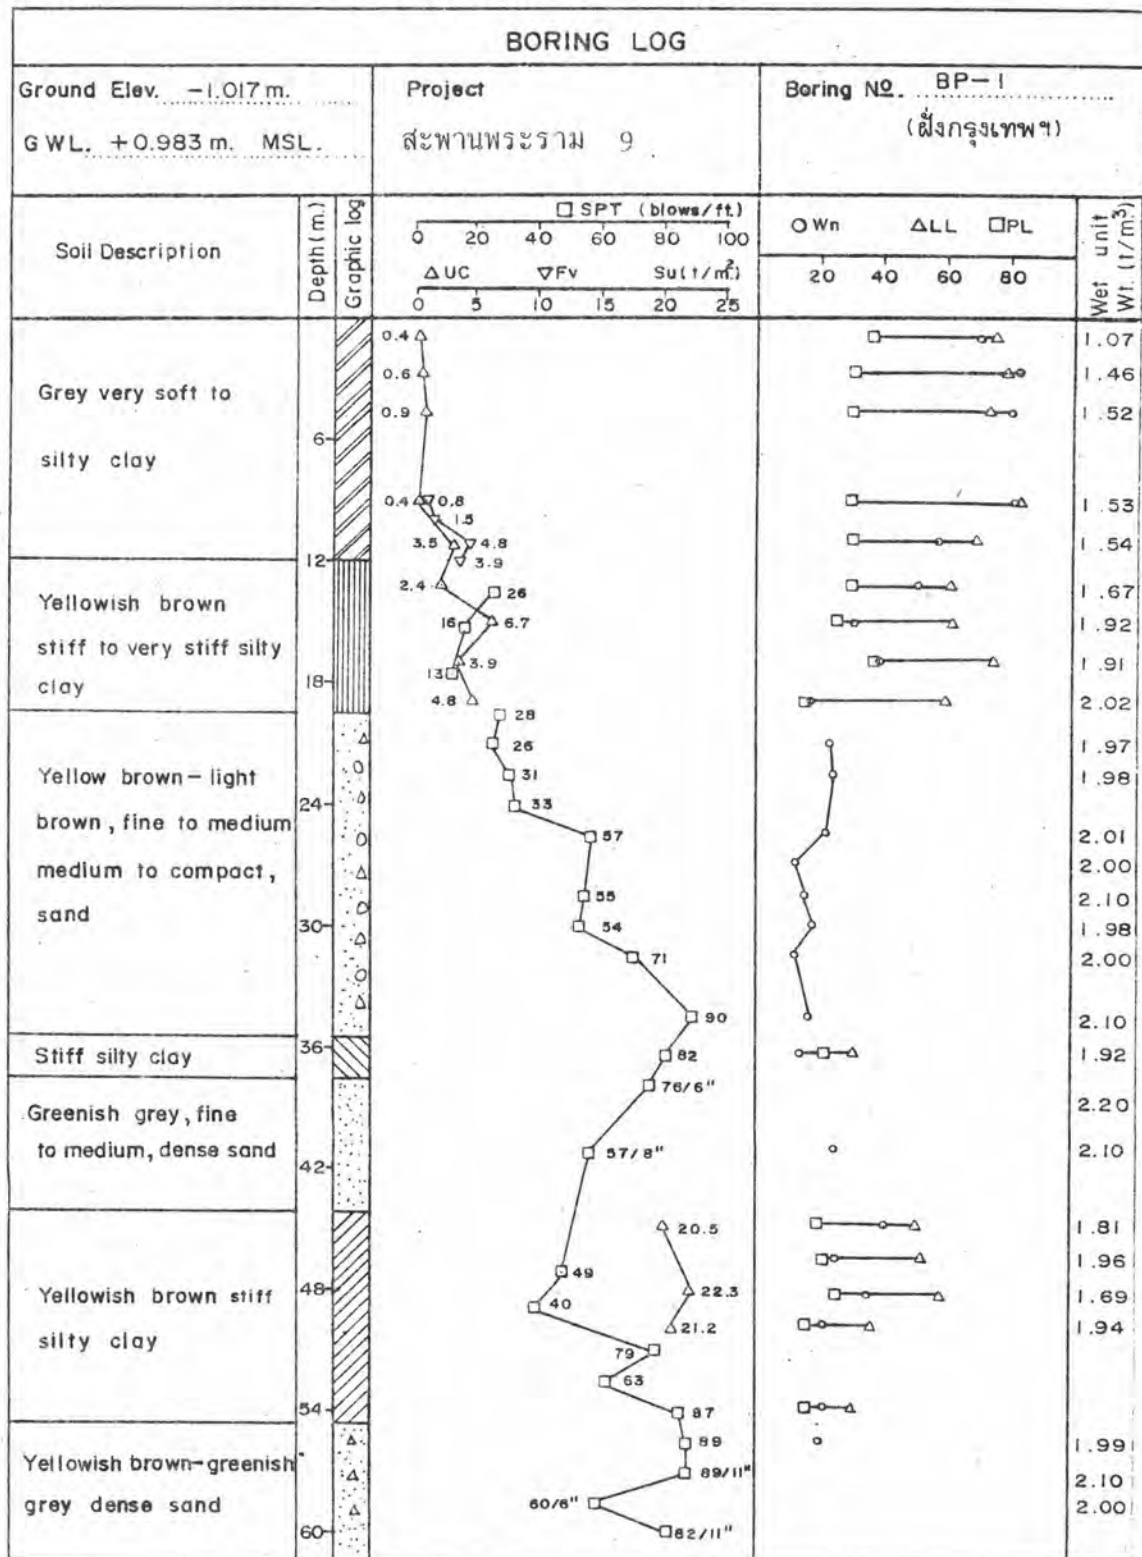 BORING LOG
Ground Elev. -1.017 m.
GWL. +0.983 m. MSL.
Project
สะพานพระราม 9
Boring No. BP-1
(ฝั่งกรุงเทพฯ)
Soil Description
Depth (m.)
Graphic log
□ SPT (blows/ft.)
0 20 40 60 80 100
△ UC ▽ Fv Su (t/m²)
0 5 10 15 20 25
○ Wn △ LL □ PL
20 40 60 80
Wet unit
Wt. (t/m³)
Grey very soft to
silty clay
Yellowish brown
stiff to very stiff silty
clay
Yellow brown-light
brown, fine to medium
medium to compact,
sand
Stiff silty clay
Greenish grey, fine
to medium, dense sand
Yellowish brown stiff
silty clay
Yellowish brown-greenish
grey dense sand
6
12
18
24
30
36
42
48
54
60
0.4
0.6
0.9
0.4 0.8
1.5
3.5 4.8
3.9
2.4
26
16 6.7
3.9
13
4.8
28
26
31
33
57
55
54
71
90
82
76/6"
57/8"
20.5
49
22.3
40
21.2
79
63
87
89
89/11"
60/6"
82/11"
1.07
1.46
1.52
1.53
1.54
1.67
1.92
1.91
2.02
1.97
1.98
2.01
2.00
2.10
1.98
2.00
2.10
1.92
2.20
2.10
1.81
1.96
1.69
1.94
1.99
2.10
2.00